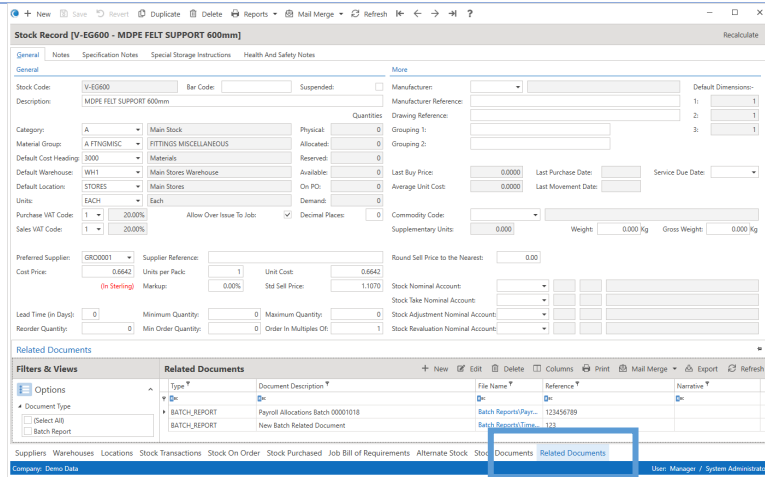 + New Save Revert Duplicate Delete Reports Mail Merge Refresh ?
Stock Record [V-EG600 - MDPE FELT SUPPORT 600mm] Recalculate
General Notes Specification Notes Special Storage Instructions Health And Safety Notes
General More
Stock Code: V-EG600 Bar Code: Suspended: Manufacturer: Default Dimensions:-
Description: MDPE FELT SUPPORT 600mm Manufacturer Reference: 1: 1
Quantities Drawing Reference: 2: 1
Category: A Main Stock Physical: 0 Grouping 1: 3: 1
Material Group: A FTNGMISC FITTINGS MISCELLANEOUS Allocated: 0 Grouping 2:
Default Cost Heading: 3000 Materials Reserved: 0
Default Warehouse: WH1 Main Stores Warehouse Available: 0 Last Buy Price: 0.0000 Last Purchase Date: Service Due Date:
Default Location: STORES Main Stores On PO: 0 Average Unit Cost: 0.0000 Last Movement Date:
Units: EACH Each Demand: 0
Purchase VAT Code: 1 20.00% Allow Over Issue To Job: Decimal Places: 0 Commodity Code:
Sales VAT Code: 1 20.00% Supplementary Units: 0.000 Weight: 0.000 Kg Gross Weight: 0.000 Kg
Preferred Supplier: GRO0001 Supplier Reference: Round Sell Price to the Nearest: 0.00
Cost Price: 0.6642 Units per Pack: 1 Unit Cost: 0.6642
(In Sterling) Markup: 0.00% Std Sell Price: 1.1070 Stock Nominal Account:
Stock Take Nominal Account:
Lead Time (in Days): 0 Minimum Quantity: 0 Maximum Quantity: 0 Stock Adjustment Nominal Account:
Reorder Quantity: 0 Min Order Quantity: 0 Order In Multiples Of: 1 Stock Revaluation Nominal Account:
Related Documents
Filters & Views Related Documents + New Edit Delete Columns Print Mail Merge Export Refresh
Options Type Document Description File Name Reference Narrative
Document Type
(Select All) BATCH_REPORT Payroll Allocations Batch 00001018 Batch Reports\Payr... 123456789
Batch Report BATCH_REPORT New Batch Related Document Batch Reports\Time... 123
Suppliers Warehouses Locations Stock Transactions Stock On Order Stock Purchased Job Bill of Requirements Alternate Stock Stock Documents Related Documents
Company: Demo Data User: Manager / System Administrato